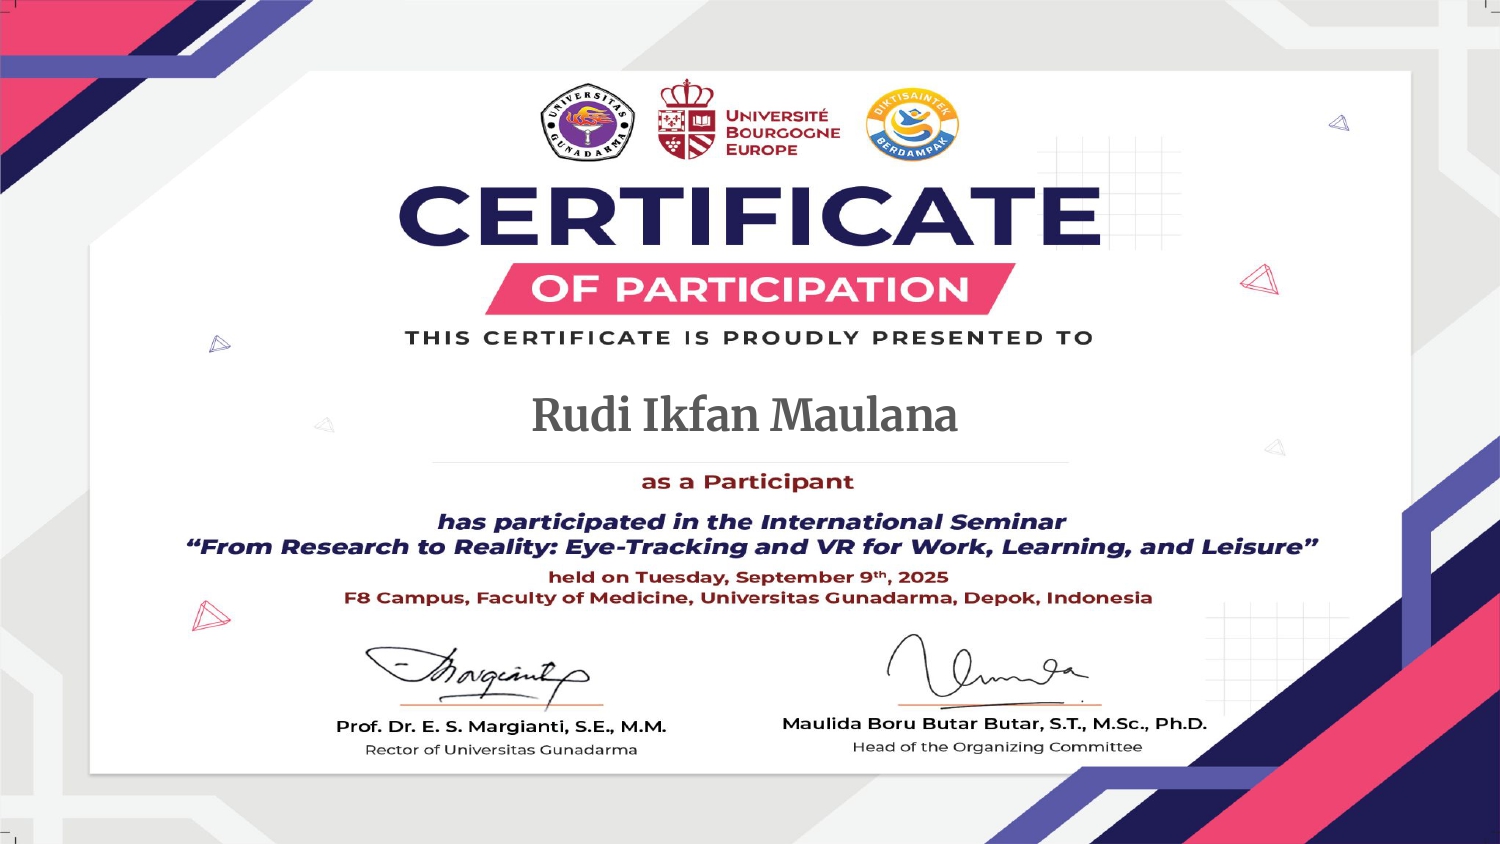 UNIVERSITAS GUNADARMA
UNIVERSITÉ
BOURGOGNE
EUROPE
DIKTISAINTEK
BERDAMPAK
CERTIFICATE
OF PARTICIPATION
THIS CERTIFICATE IS PROUDLY PRESENTED TO
Rudi Ikfan Maulana
as a Participant
has participated in the International Seminar
“From Research to Reality: Eye-Tracking and VR for Work, Learning, and Leisure”
held on Tuesday, September 9th, 2025
F8 Campus, Faculty of Medicine, Universitas Gunadarma, Depok, Indonesia
Prof. Dr. E. S. Margianti, S.E., M.M.
Rector of Universitas Gunadarma
Maulida Boru Butar Butar, S.T., M.Sc., Ph.D.
Head of the Organizing Committee